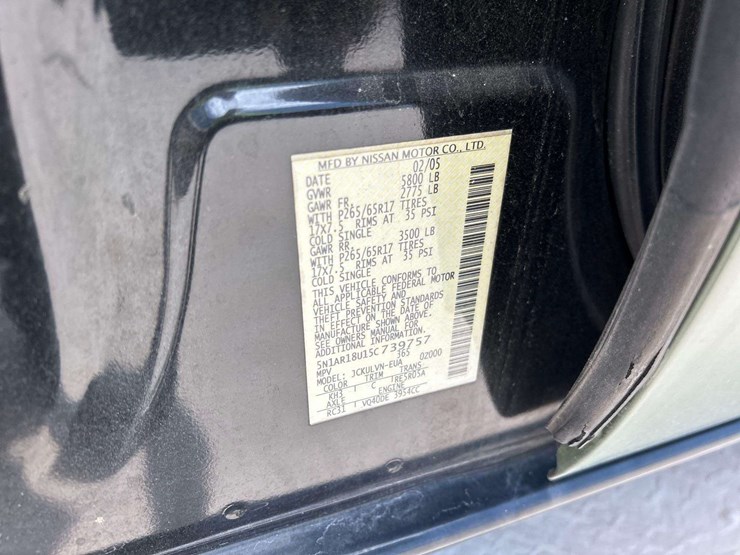 MFD BY NISSAN MOTOR CO., LTD.
DATE 02/05
GVWR 5800 LB
GAWR FR. 2775 LB
WITH P265/65R17 TIRES
17X7.5 RIMS AT 35 PSI
COLD SINGLE
GAWR RR. 3500 LB
WITH P265/65R17 TIRES
17X7.5 RIMS AT 35 PSI
COLD SINGLE
THIS VEHICLE CONFORMS TO
ALL APPLICABLE FEDERAL MOTOR
VEHICLE SAFETY AND
THEFT PREVENTION STANDARDS
IN EFFECT ON THE DATE OF
MANUFACTURE SHOWN ABOVE.
SEE OWNERS MANUAL FOR
ADDITIONAL INFORMATION.
5N1AR18U15C739757
MPV 365 02000
MODEL: JCKULVN-EUA
COLOR TRIM TRANS
KH3 C TRE5R05A
AXLE ENGINE
RC31 VQ40DE 3954CC